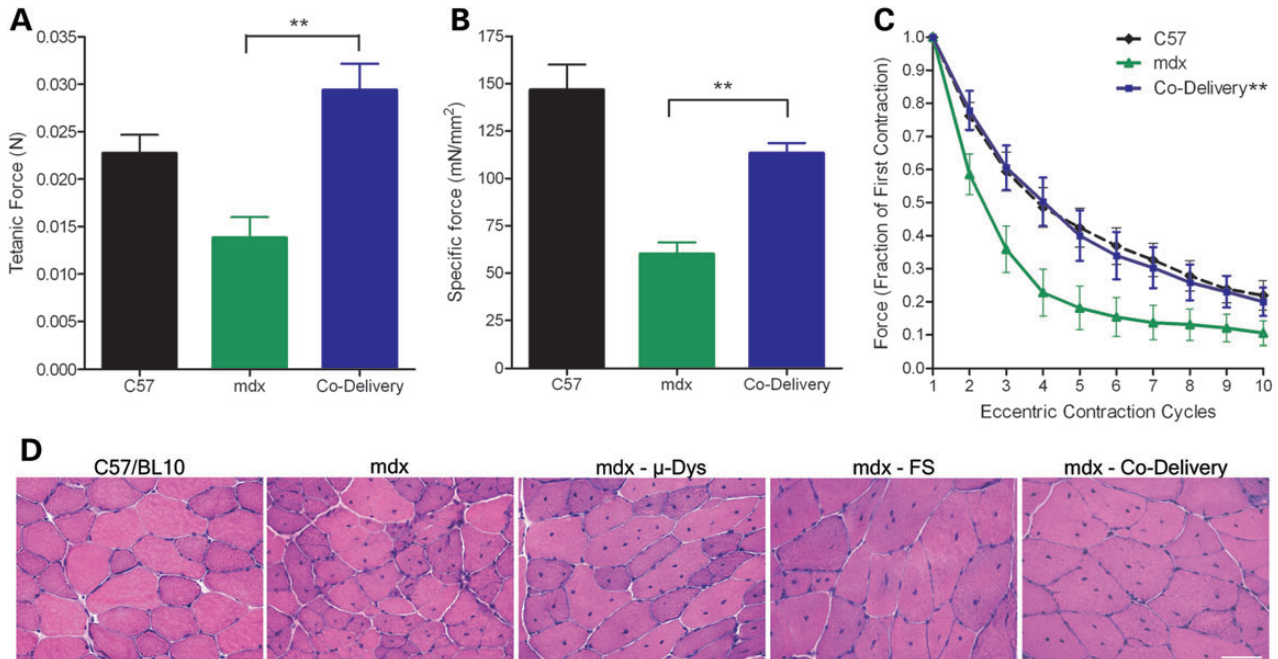 A
Tetanic Force (N)
0.035
0.030
0.025
0.020
0.015
0.010
0.005
0.000
**
C57
mdx
Co-Delivery
B
Specific force (mN/mm²)
175
150
125
100
75
50
25
0
**
C57
mdx
Co-Delivery
C
Force (Fraction of First Contraction)
1.0
0.9
0.8
0.7
0.6
0.5
0.4
0.3
0.2
0.1
C57
mdx
Co-Delivery**
1 2 3 4 5 6 7 8 9 10
Eccentric Contraction Cycles
D
C57/BL10
mdx
mdx - μ-Dys
mdx - FS
mdx - Co-Delivery